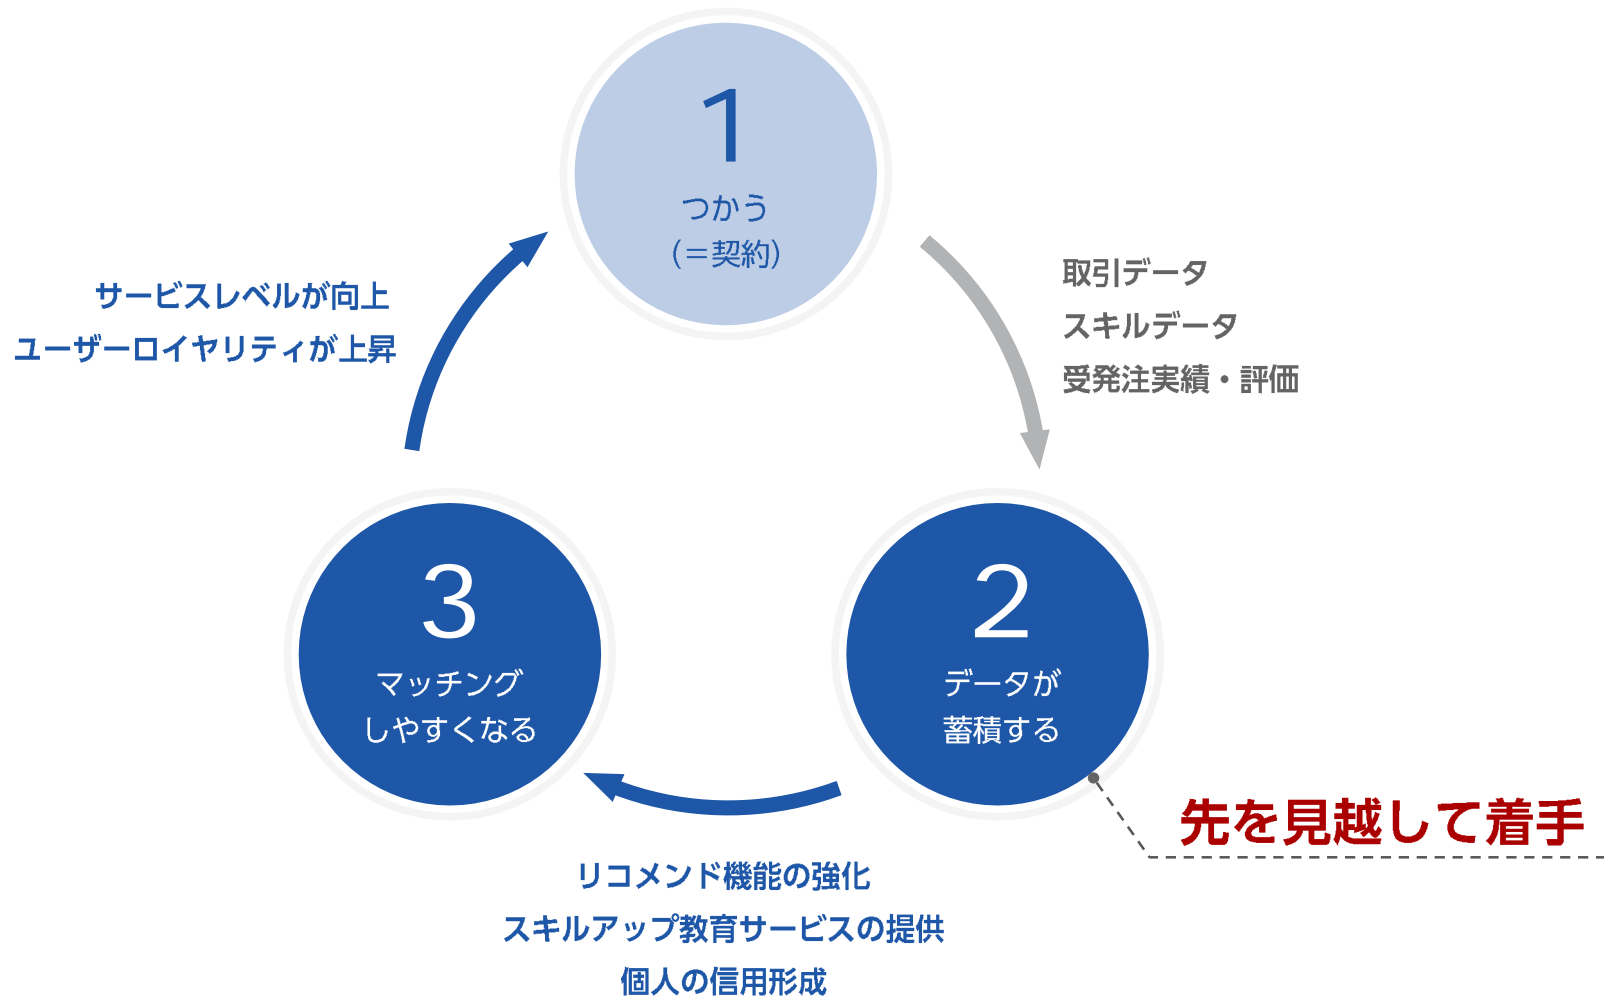 1
つかう
(＝契約)
取引データ
スキルデータ
受発注実績・評価
サービスレベルが向上
ユーザーロイヤリティが上昇
3
マッチング
しやすくなる
2
データが
蓄積する
先を見越して着手
リコメンド機能の強化
スキルアップ教育サービスの提供
個人の信用形成